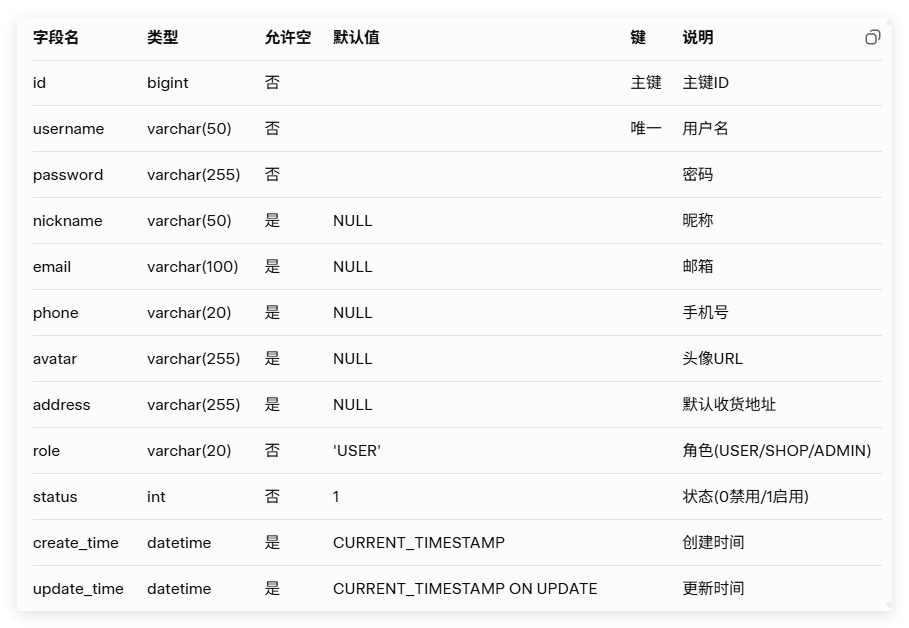 字段名 类型 允许空 默认值 键 说明
id bigint 否 主键 主键ID
username varchar(50) 否 唯一 用户名
password varchar(255) 否 密码
nickname varchar(50) 是 NULL 昵称
email varchar(100) 是 NULL 邮箱
phone varchar(20) 是 NULL 手机号
avatar varchar(255) 是 NULL 头像URL
address varchar(255) 是 NULL 默认收货地址
role varchar(20) 否 'USER' 角色(USER/SHOP/ADMIN)
status int 否 1 状态(0禁用/1启用)
create_time datetime 是 CURRENT_TIMESTAMP 创建时间
update_time datetime 是 CURRENT_TIMESTAMP ON UPDATE 更新时间